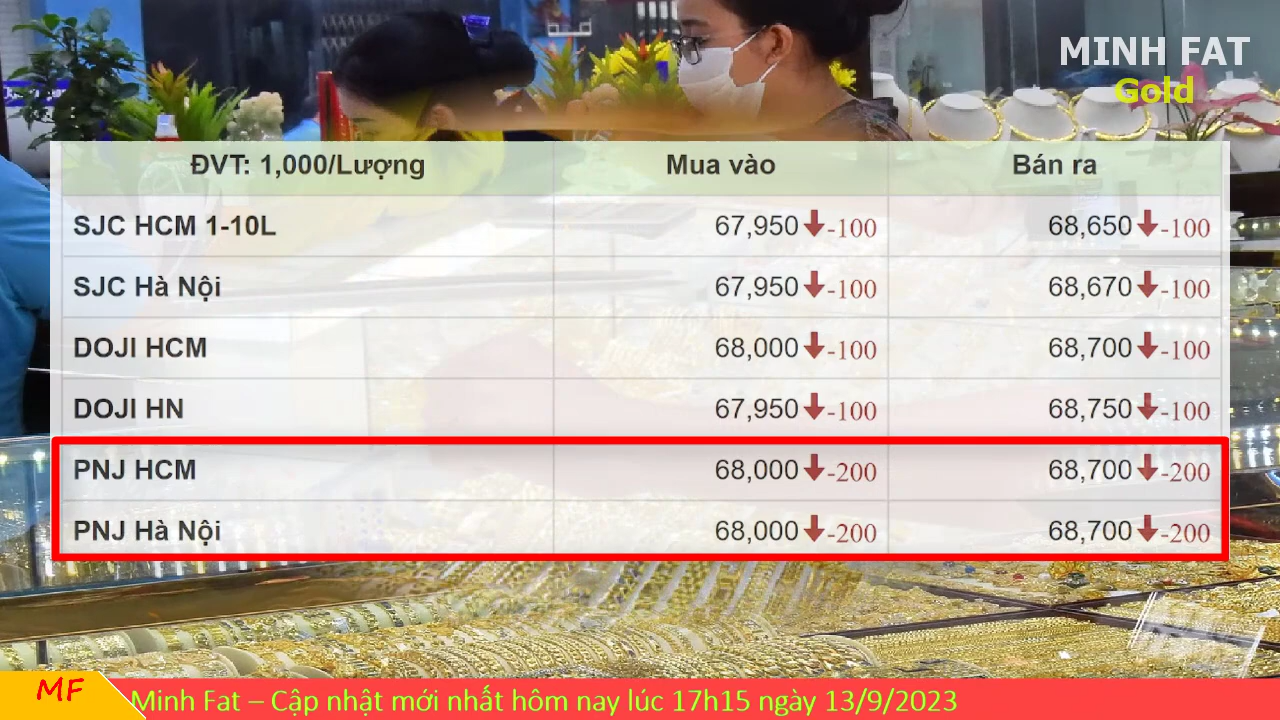 MINH FAT
Gold
ĐVT: 1,000/Lượng Mua vào Bán ra
SJC HCM 1-10L 67,950 -100 68,650 -100
SJC Hà Nội 67,950 -100 68,670 -100
DOJI HCM 68,000 -100 68,700 -100
DOJI HN 67,950 -100 68,750 -100
PNJ HCM 68,000 -200 68,700 -200
PNJ Hà Nội 68,000 -200 68,700 -200
MF
Minh Fat – Cập nhật mới nhất hôm nay lúc 17h15 ngày 13/9/2023